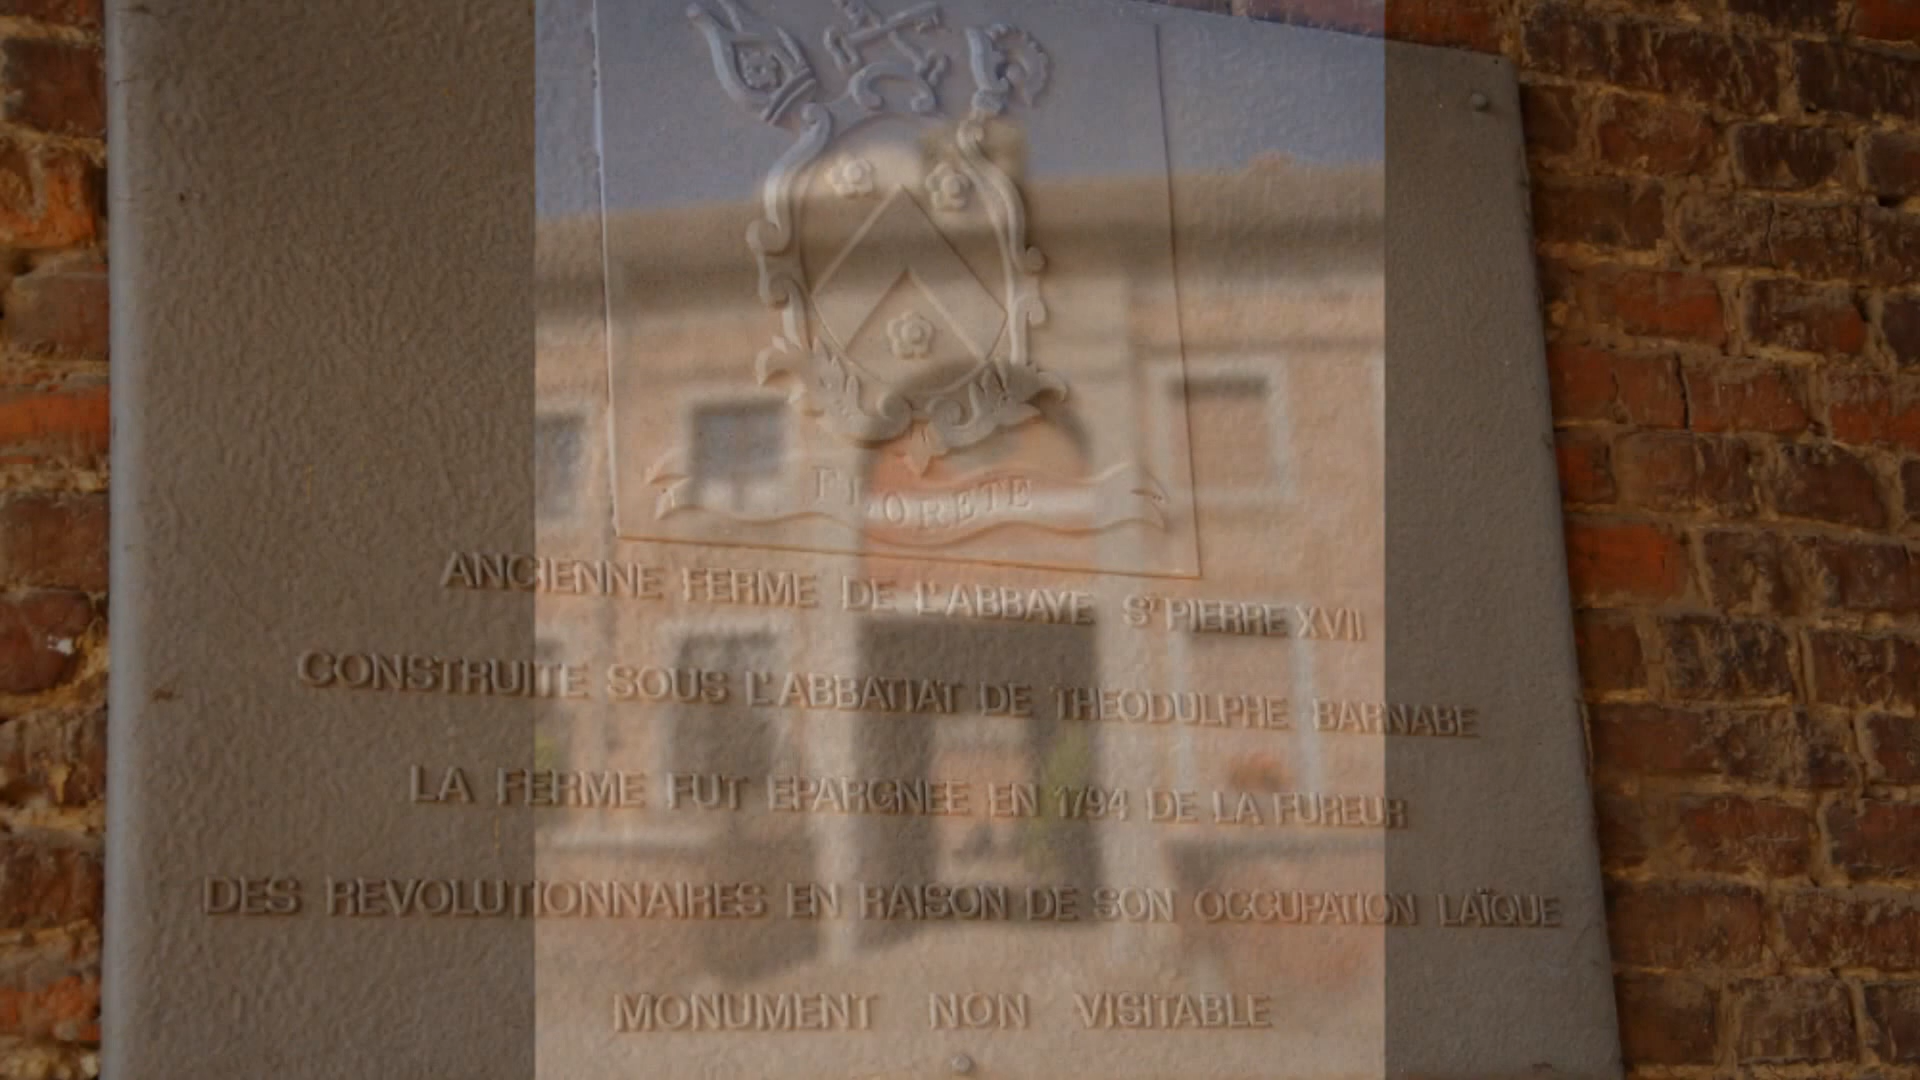 FLORETE
ANCIENNE FERME DE L'ABBAYE ST PIERRE XVII
CONSTRUITE SOUS L'ABBATIAT DE THEODULPHE BARNABE
LA FERME FUT EPARGNEE EN 1794 DE LA FUREUR
DES REVOLUTIONNAIRES EN RAISON DE SON OCCUPATION LAÏQUE
MONUMENT NON VISITABLE